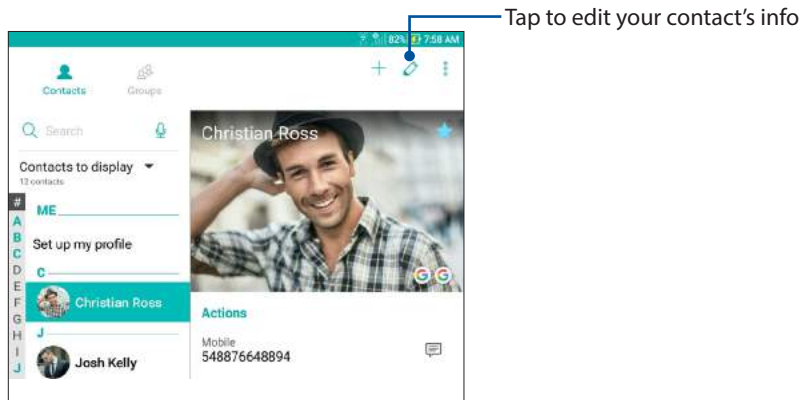 Tap to edit your contact's info
82% 7:58 AM
Contacts Groups
Search
Christian Ross
Contacts to display
12 contacts
#
ME
A
B
Set up my profile
C
D
C
E
F
Christian Ross
G
Actions
H
J
I
Mobile
J
Josh Kelly
548876648894
G G